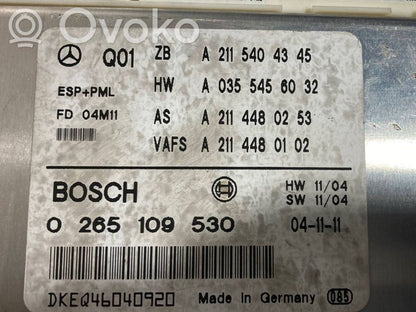 Ovoko
Q01 ZB A 211 540 43 45
ESP+PML HW A 035 545 60 32
FD 04M11 AS A 211 448 02 53
VAFS A 211 448 01 02
BOSCH HW 11/04
SW 11/04
0 265 109 530 04-11-11
DKEQ46040920 Made in Germany 085